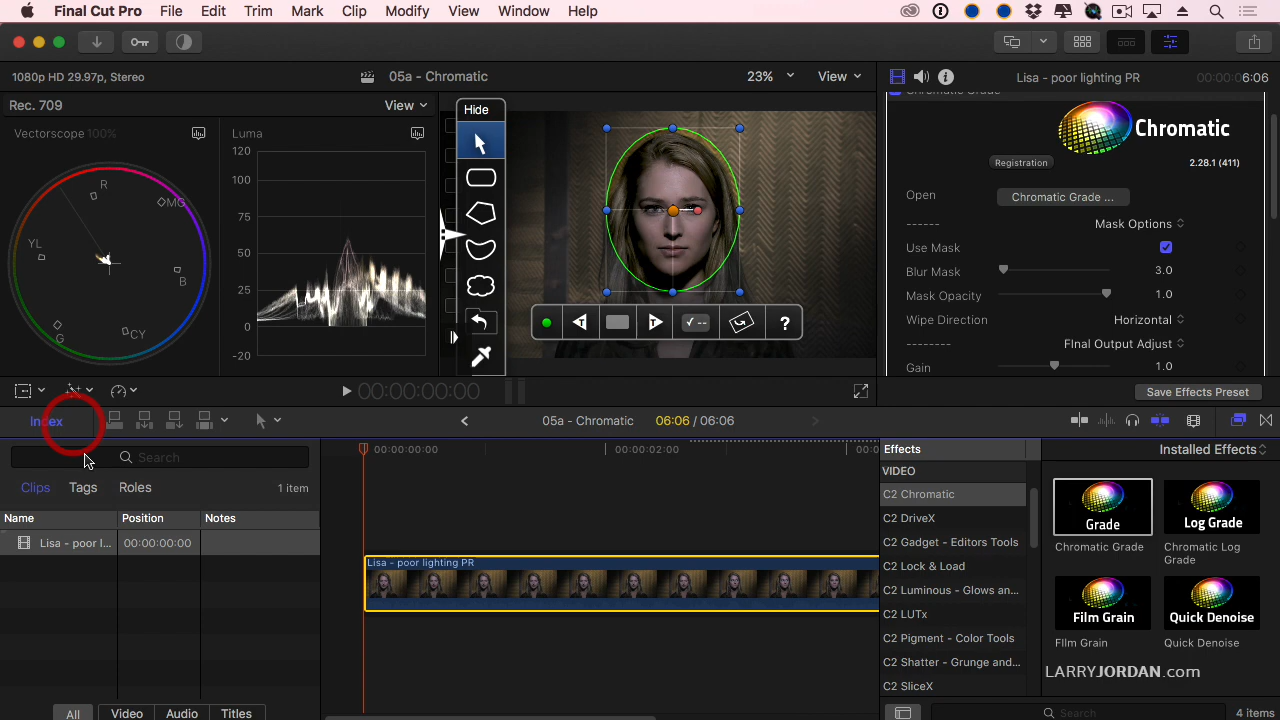 Final Cut Pro File Edit Trim Mark Clip Modify View Window Help
1080p HD 29.97p, Stereo
05a - Chromatic
23%
View
Lisa - poor lighting PR
00:00:06:06
Rec. 709
View
Hide
Chromatic Grade
Vectorscope 100%
Luma
Chromatic
Registration
2.28.1 (411)
R
MG
YL
B
G
CY
120
100
75
50
25
0
-20
Open
Chromatic Grade ...
------
Mask Options
Use Mask
Blur Mask
3.0
Mask Opacity
1.0
Wipe Direction
Horizontal
--------
FInal Output Adjust
Gain
1.0
T
T
✓ --
?
00:00:00:00
Save Effects Preset
Index
05a - Chromatic
06:06 / 06:06
Search
Clips
Tags
Roles
1 item
Name
Position
Notes
Lisa - poor l...
00:00:00:00
00:00:00:00
00:00:02:00
Lisa - poor lighting PR
Effects
Installed Effects
VIDEO
C2 Chromatic
C2 DriveX
C2 Gadget - Editors Tools
C2 Lock & Load
C2 Luminous - Glows an...
C2 LUTx
C2 Pigment - Color Tools
C2 Shatter - Grunge and...
C2 SliceX
Grade
Chromatic Grade
Log Grade
Chromatic Log
Grade
Film Grain
FIlm Grain
Quick Denoise
Quick Denoise
LARRYJORDAN.com
All
Video
Audio
Titles
Search
4 items